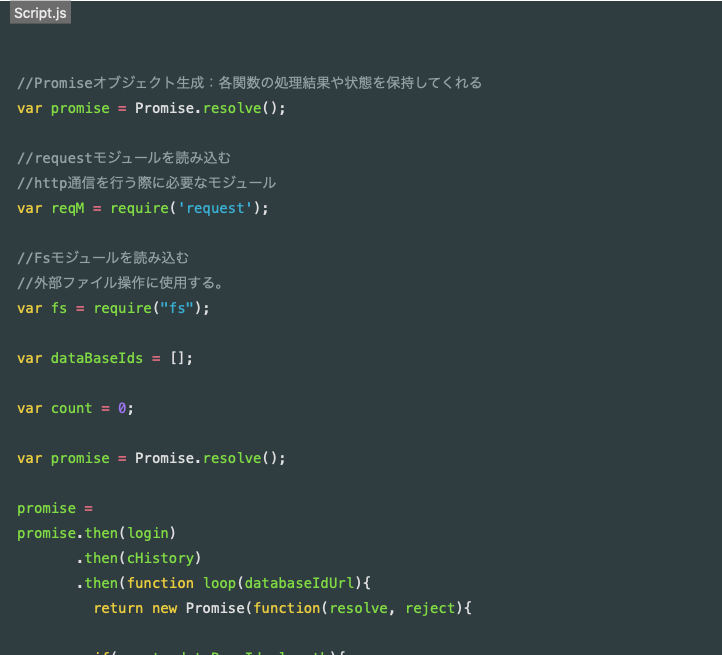 Script.js
//Promiseオブジェクト生成：各関数の処理結果や状態を保持してくれる
var promise = Promise.resolve();
//requestモジュールを読み込む
//http通信を行う際に必要なモジュール
var reqM = require('request');
//Fsモジュールを読み込む
//外部ファイル操作に使用する。
var fs = require("fs");
var dataBaseIds = [];
var count = 0;
var promise = Promise.resolve();
promise =
promise.then(login)
.then(cHistory)
.then(function loop(databaseIdUrl){
return new Promise(function(resolve, reject){